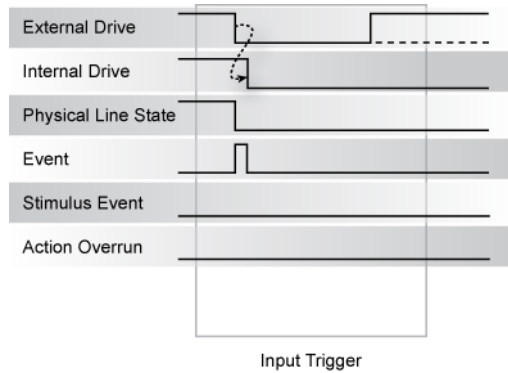 External Drive
Internal Drive
Physical Line State
Event
Stimulus Event
Action Overrun
Input Trigger